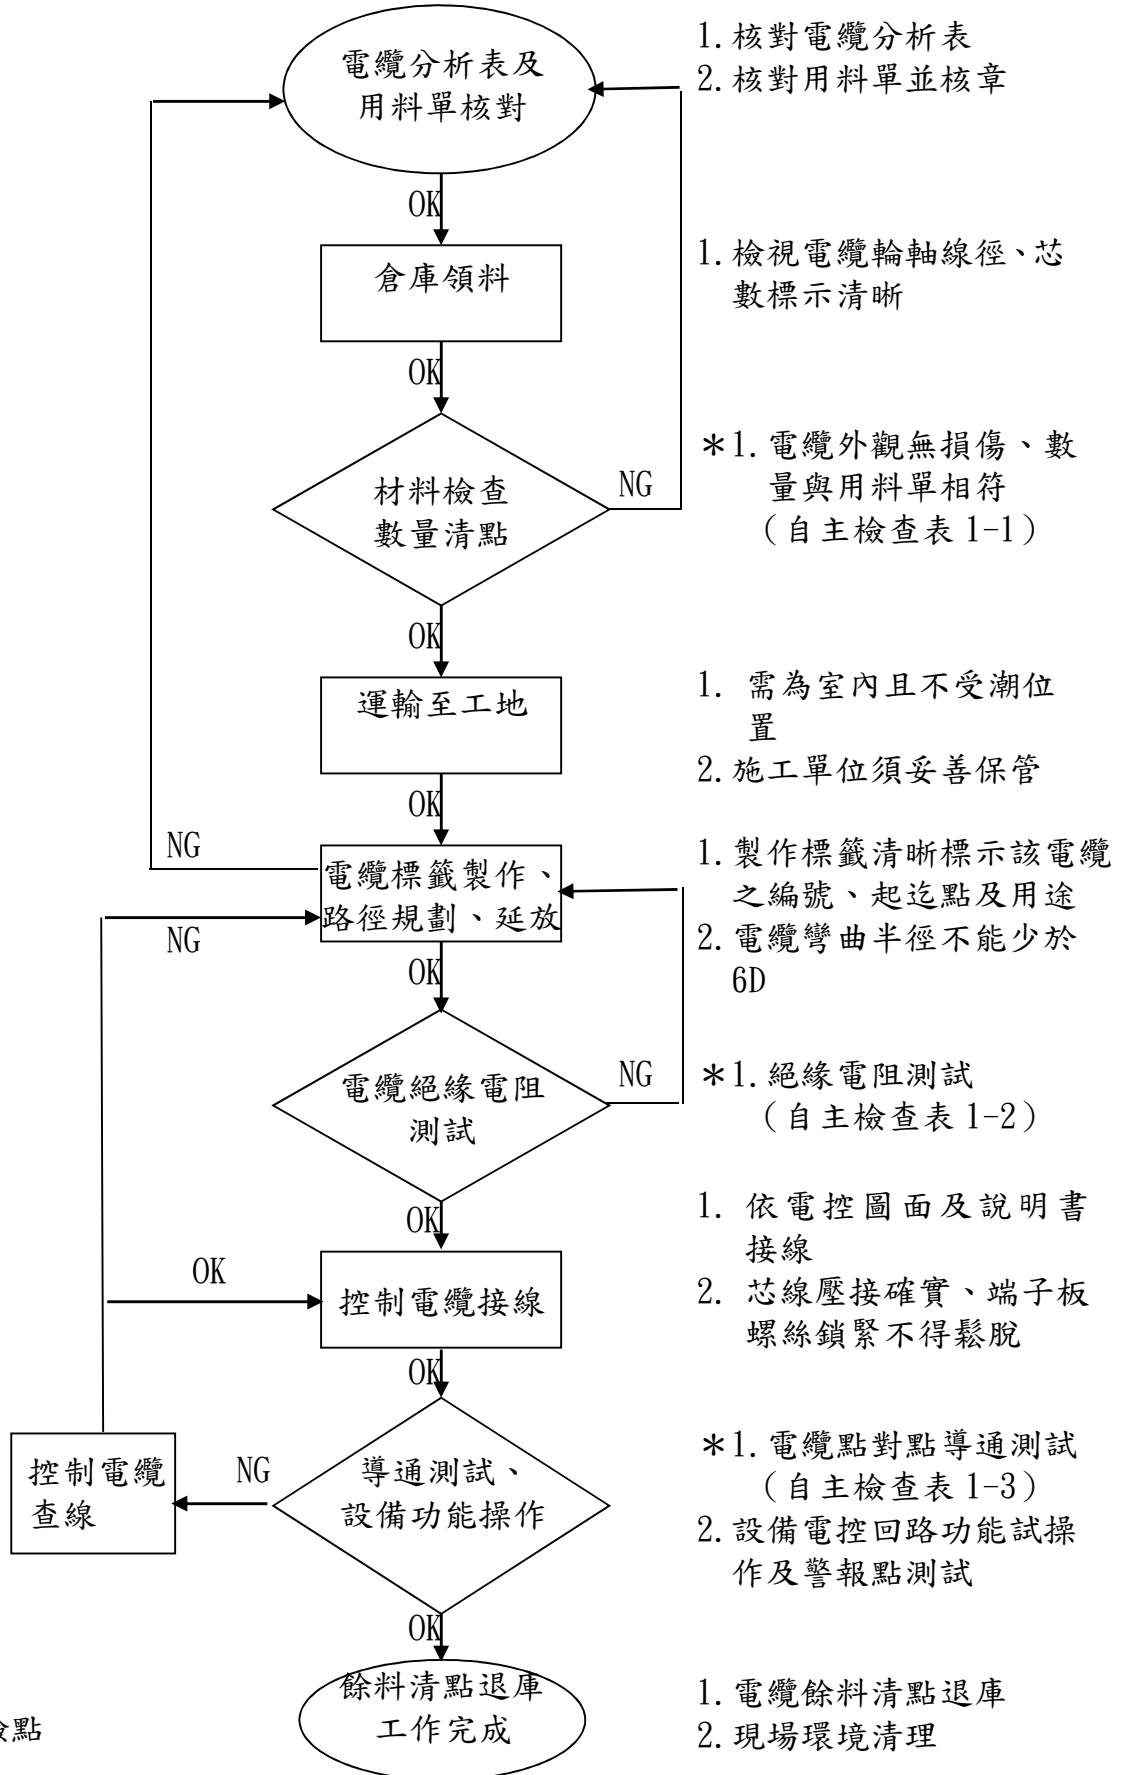 電纜分析表及
用料單核對
1.核對電纜分析表
2.核對用料單並核章
OK
倉庫領料
1.檢視電纜輪軸線徑、芯
數標示清晰
OK
材料檢查
數量清點
NG
＊1.電纜外觀無損傷、數
量與用料單相符
（自主檢查表 1-1）
OK
運輸至工地
1. 需為室內且不受潮位
置
2.施工單位須妥善保管
OK
NG
電纜標籤製作、
路徑規劃、延放
NG
1.製作標籤清晰標示該電纜
之編號、起迄點及用途
2.電纜彎曲半徑不能少於
6D
OK
電纜絕緣電阻
測試
NG
＊1.絕緣電阻測試
（自主檢查表 1-2）
OK
OK
控制電纜接線
1. 依電控圖面及說明書
接線
2. 芯線壓接確實、端子板
螺絲鎖緊不得鬆脫
OK
控制電纜
查線
NG
導通測試、
設備功能操作
＊1.電纜點對點導通測試
（自主檢查表 1-3）
2.設備電控回路功能試操
作及警報點測試
OK
餘料清點退庫
工作完成
1.電纜餘料清點退庫
2.現場環境清理
點